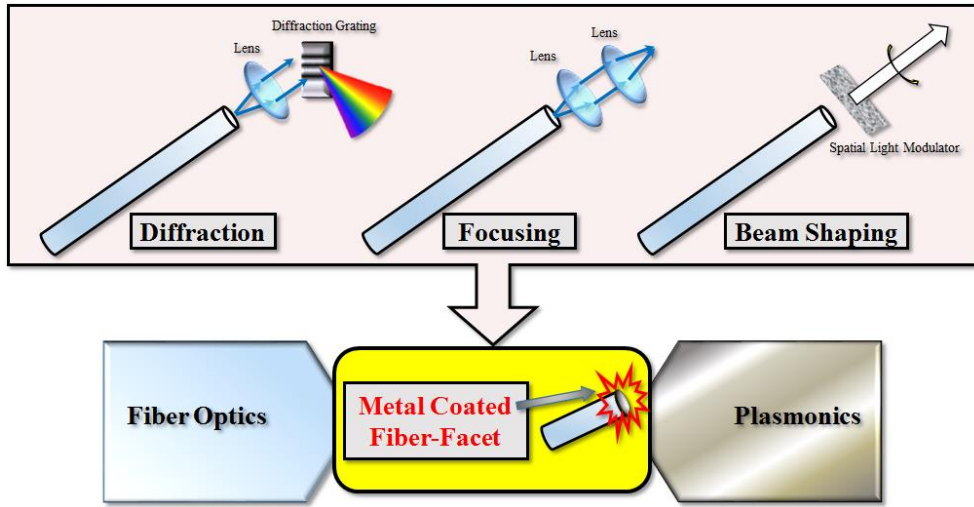 Diffraction Grating
Lens
Diffraction
Lens
Lens
Focusing
Spatial Light Modulator
Beam Shaping
Fiber Optics
Metal Coated
Fiber-Facet
Plasmonics